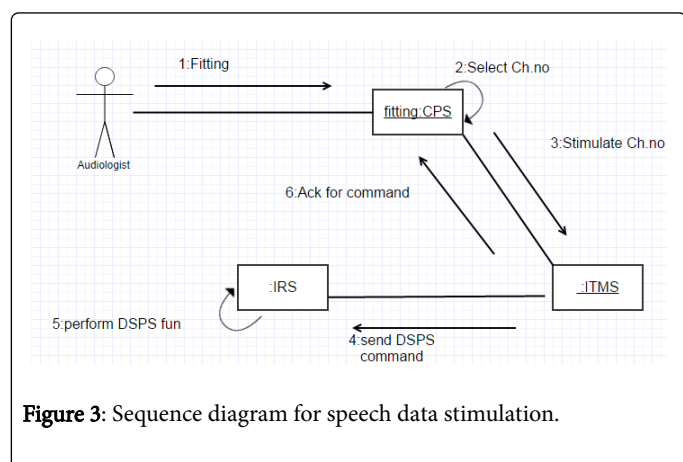 1:Fitting
2:Select Ch.no
fitting:CPS
Audiologist
3:Stimulate Ch.no
6:Ack for command
:IRS
:ITMS
5:perform DSPS fun
4:send DSPS
command
Figure 3: Sequence diagram for speech data stimulation.